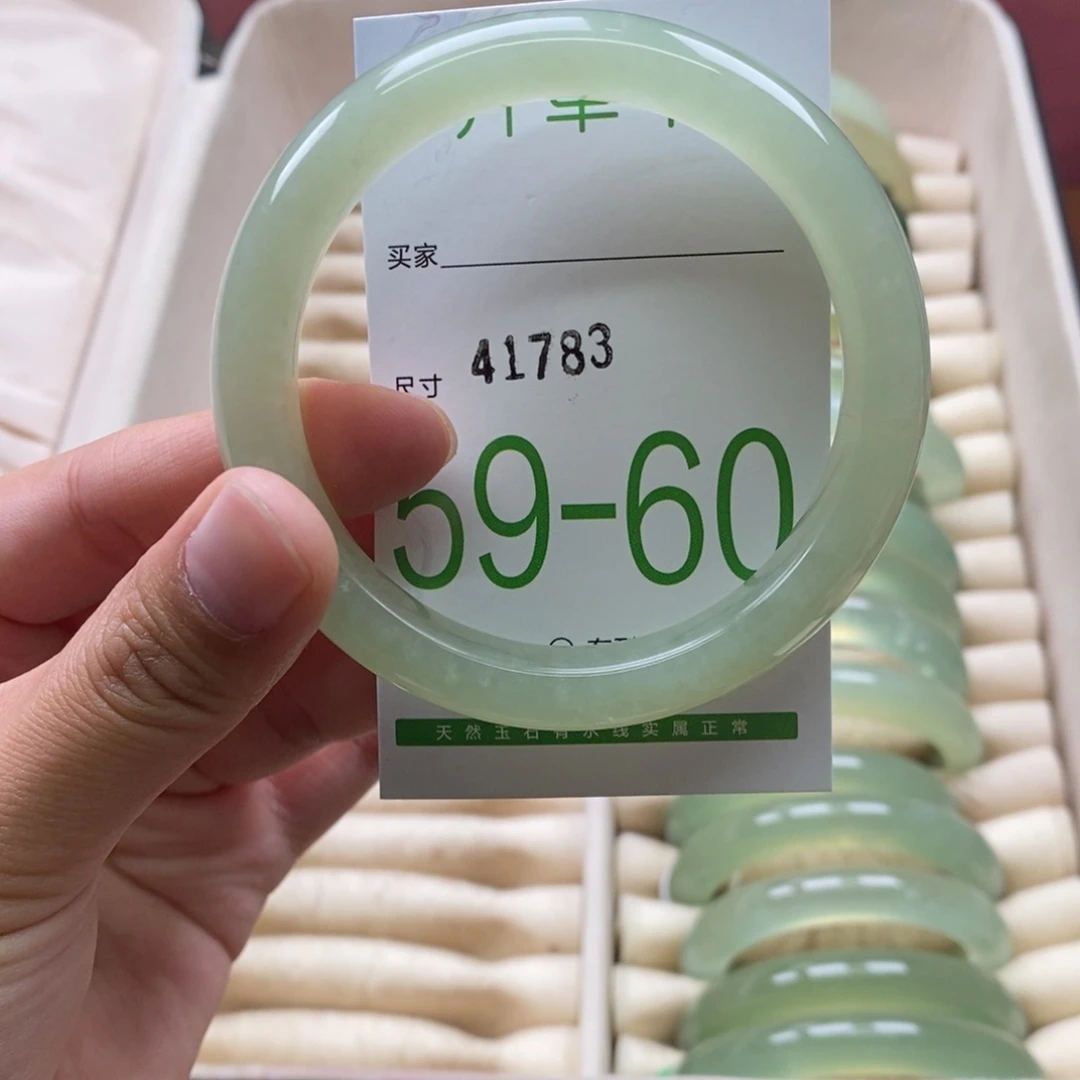 买家
41783
尺寸
59-60
天然玉石有水线实属正常